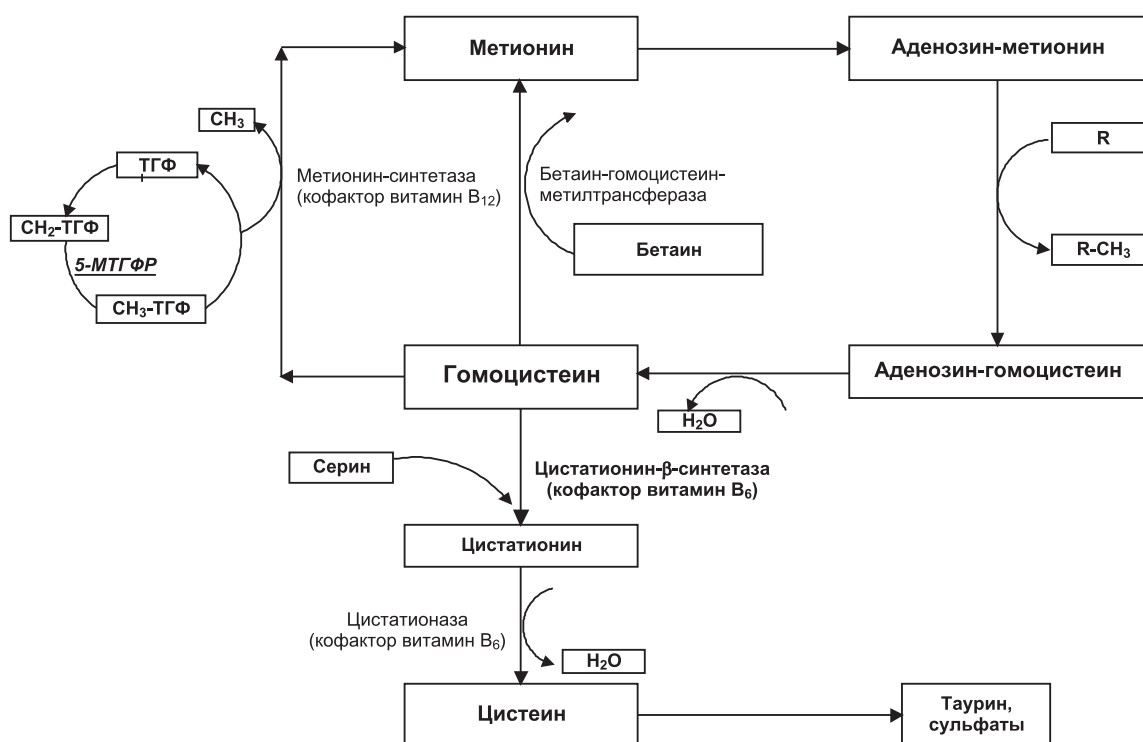 Метионин
Аденозин-метионин
CH₃
R
ТГФ
Метионин-синтетаза
(кофактор витамин B₁₂)
Бетаин-гомоцистеин-
метилтрансфераза
CH₂-ТГФ
Бетаин
R-CH₃
5-МТГФР
CH₃-ТГФ
Гомоцистеин
Аденозин-гомоцистеин
H₂O
Серин
Цистатионин-β-синтетаза
(кофактор витамин B₆)
Цистатионин
Цистатионаза
(кофактор витамин B₆)
H₂O
Цистеин
Таурин,
сульфаты